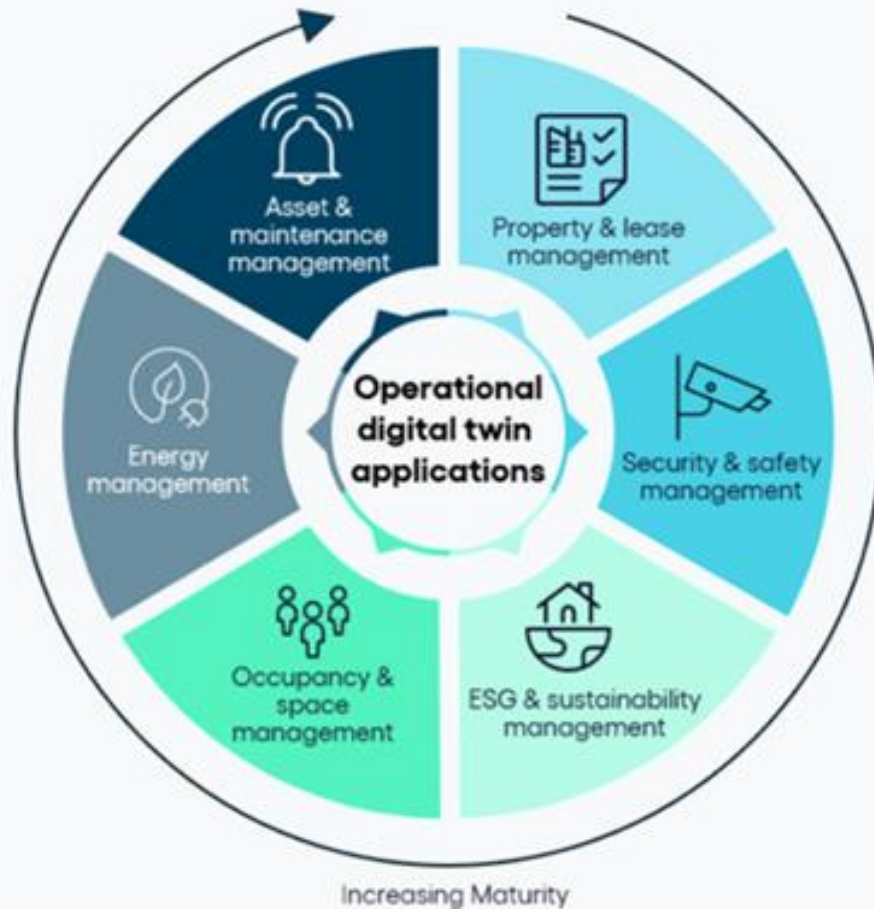 Operational
digital twin
applications
Property & lease
management
Security & safety
management
ESG & sustainability
management
Occupancy &
space
management
Energy
management
Asset &
maintenance
management
Increasing Maturity